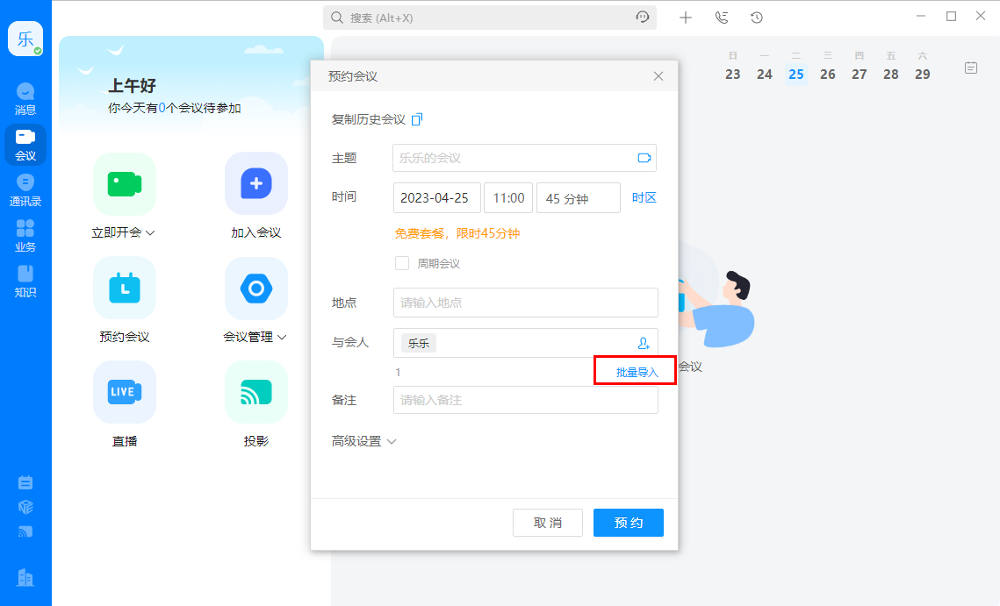 搜索 (Alt+X)
乐
消息
会议
通讯录
业务
知识
上午好
你今天有0个会议待参加
立即开会
加入会议
预约会议
会议管理
LIVE
直播
投影
日 一 二 三 四 五 六
23 24 25 26 27 28 29
会议
预约会议
复制历史会议
主题 乐乐的会议
时间 2023-04-25 11:00 45 分钟 时区
免费套餐，限时45分钟
周期会议
地点 请输入地点
与会人 乐乐
1 批量导入
备注 请输入备注
高级设置
取 消 预 约